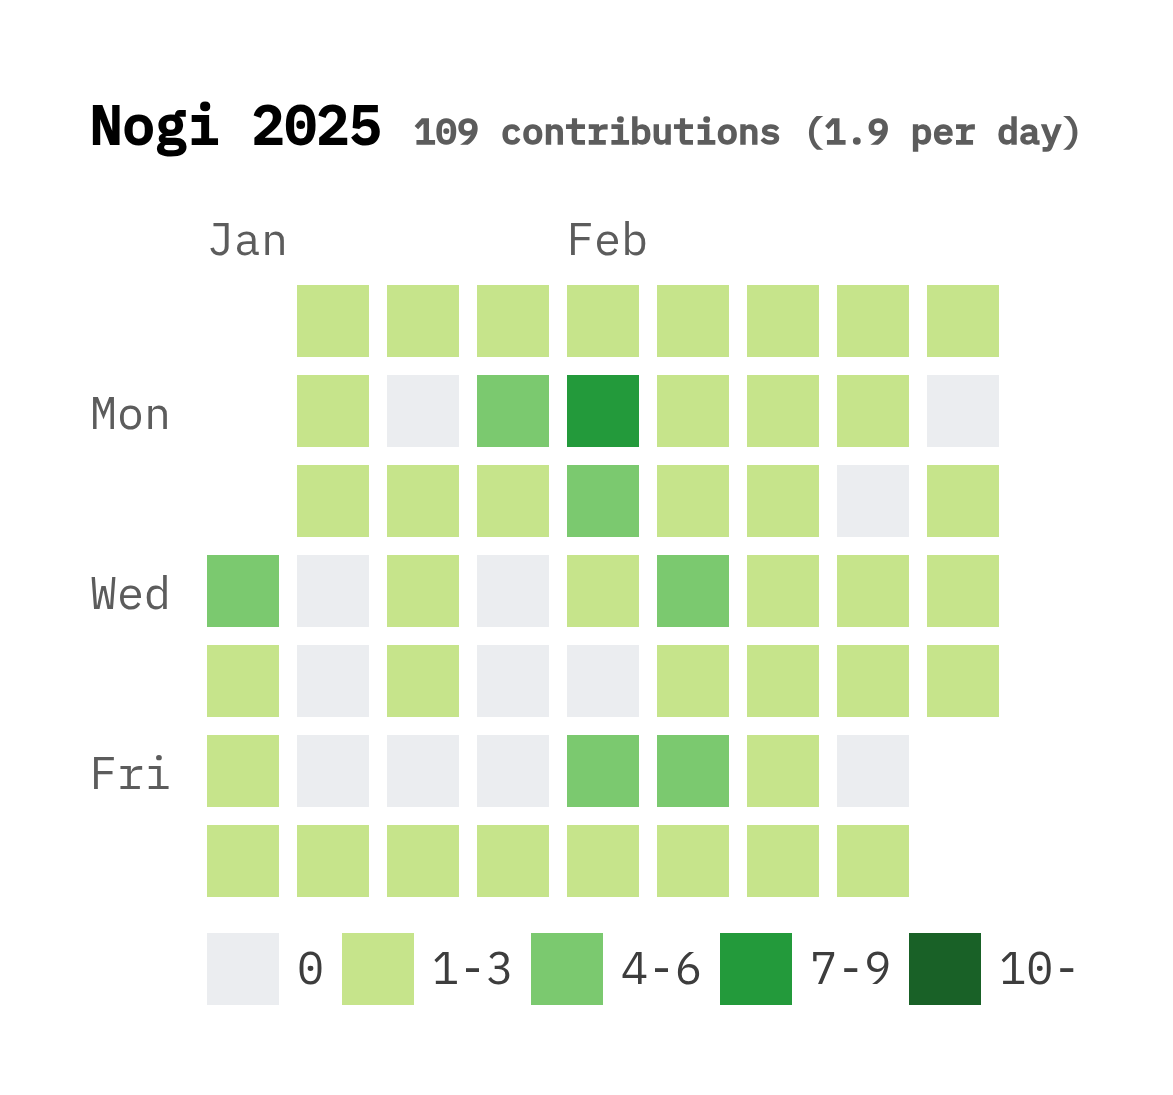 Nogi 2025 109 contributions (1.9 per day)
Jan Feb
Mon
Wed
Fri
0 1-3 4-6 7-9 10-